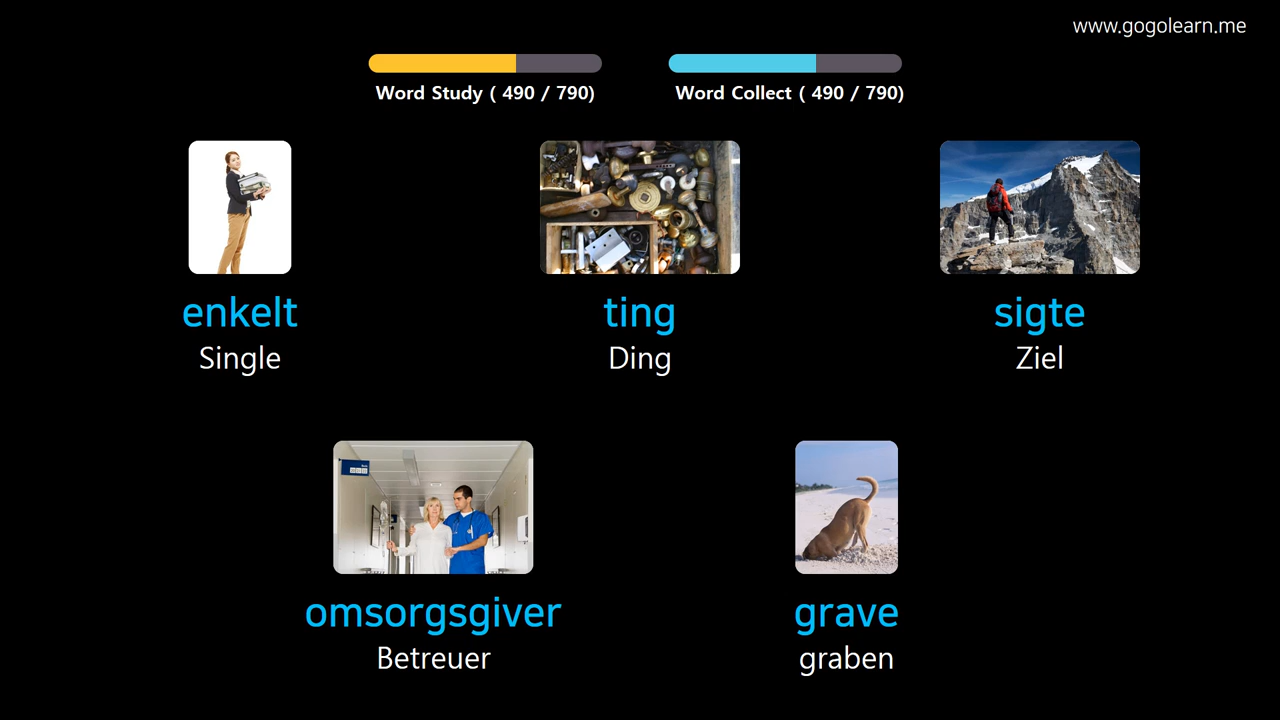 www.gogolearn.me
Word Study ( 490 / 790)
Word Collect ( 490 / 790)
enkelt
Single
ting
Ding
sigte
Ziel
omsorgsgiver
Betreuer
grave
graben